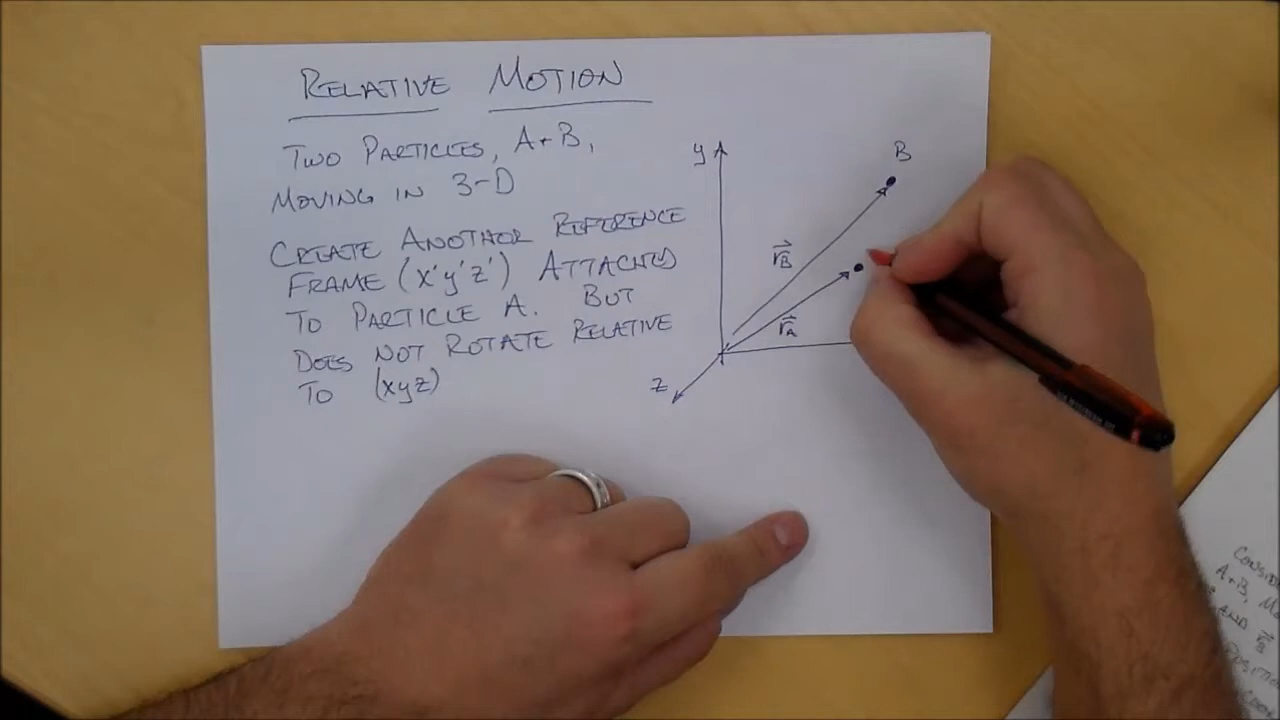 RELATIVE MOTION
TWO PARTICLES, A+B,
MOVING IN 3-D
CREATE ANOTHER REFERENCE
FRAME (x'y'z') ATTACHED
TO PARTICLE A. BUT
DOES NOT ROTATE RELATIVE
TO (xyz)
y
B
r⃗B
r⃗A
z
A+B,
AND r⃗B